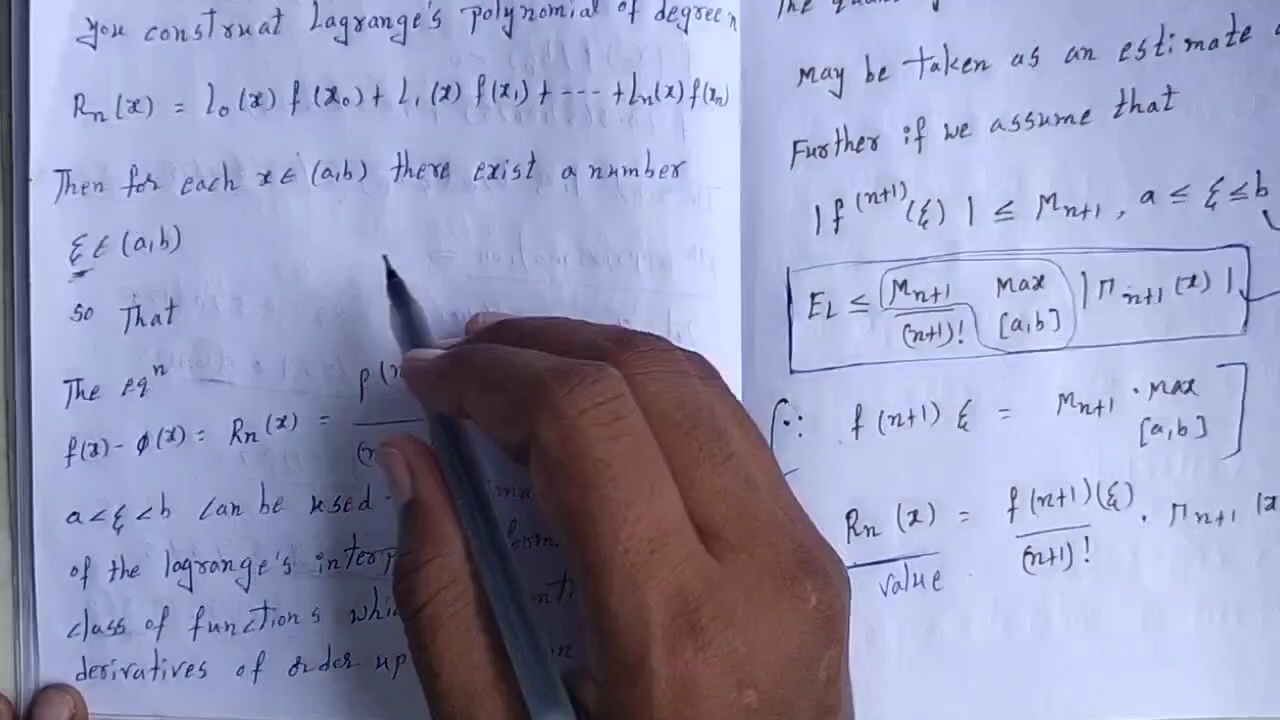 you construct Lagrange's polynomial of degree n
Rn(x) = l0(x) f(x0) + L1(x) f(x1) + --- + Ln(x) f(xn)
Then for each x ∈ (a,b) there exist a number
ξ ∈ (a,b)
so That
The eqⁿ
f(x) - φ(x) = Rn(x) =
a<ξ<b can be used
of the lagrange's interp
class of functions whi
derivatives of order up
The
may be taken as an estimate
Further if we assume that
|f⁽ⁿ⁺¹⁾(ξ)| ≤ Mn+1, a ≤ ξ ≤ b
EL ≤ Mn+1/(n+1)! max [a,b] |Πn+1(x)|
∵ f(n+1) ξ = Mn+1 · Max [a,b]
Rn(x) = f(n+1)(ξ)/(n+1)! . Πn+1 (x
value